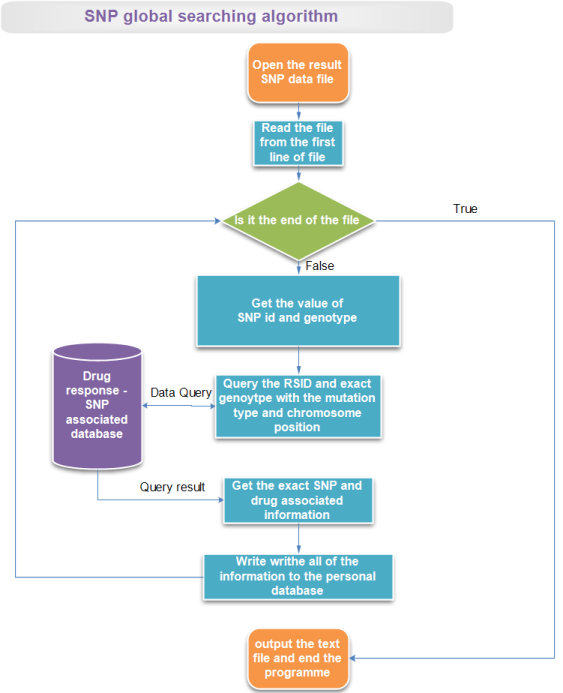 SNP global searching algorithm
Open the result
SNP data file
Read the file
from the first
line of file
Is it the end of the file
True
False
Get the value of
SNP id and genotype
Drug
response -
SNP
associated
database
Data Query
Query the RSID and exact
genoytpe with the mutation
type and chromosome
position
Query result
Get the exact SNP and
drug associated
information
Write writhe all of the
information to the personal
database
output the text
file and end the
programme